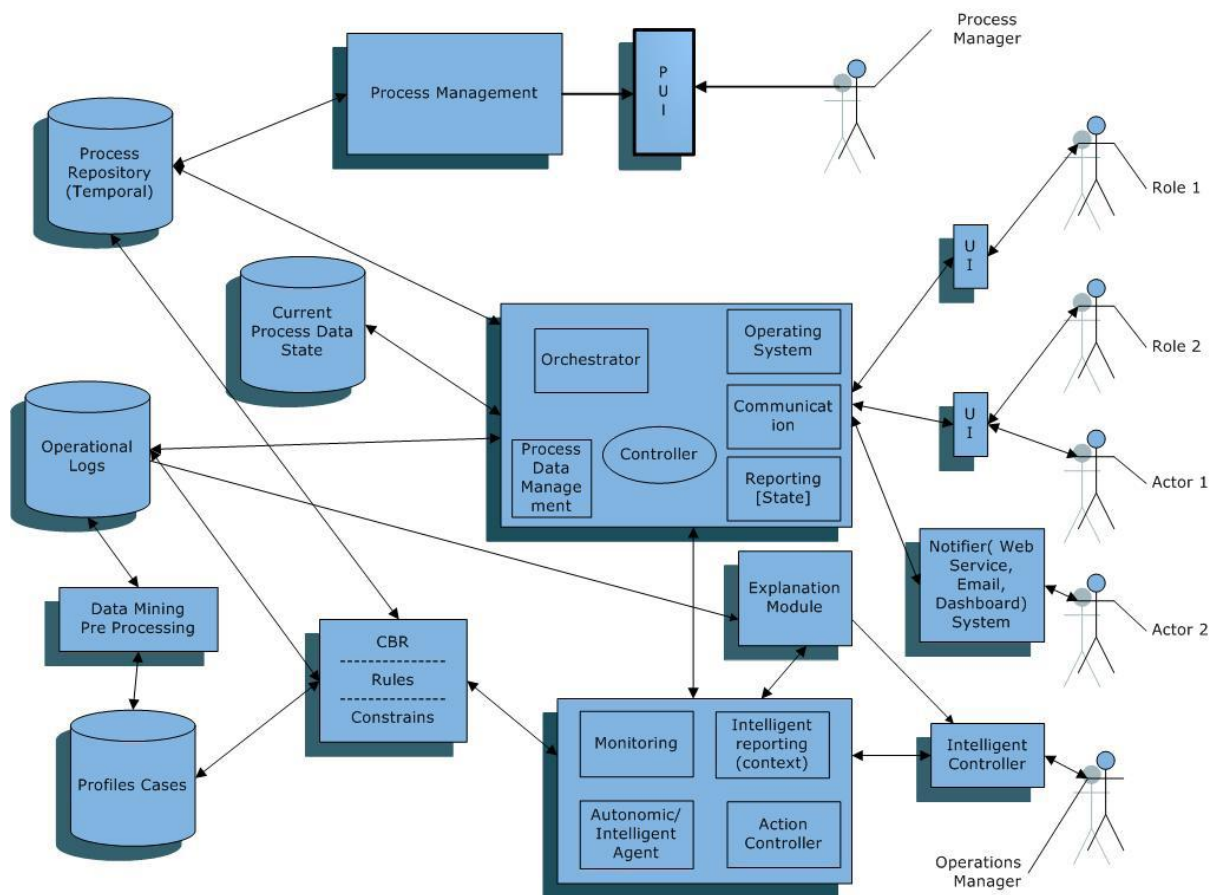 Process
Manager
Process Management
P
U
I
Process
Repository
(Temporal)
Role 1
U
I
Current
Process Data
State
Orchestrator
Operating
System
Role 2
Communicat
ion
U
I
Operational
Logs
Process
Data
Manage
ment
Controller
Reporting
[State]
Actor 1
Notifier( Web
Service,
Email,
Dashboard)
System
Explanation
Module
Data Mining
Pre Processing
Actor 2
CBR
Rules
Constrains
Monitoring
Intelligent
reporting
(context)
Intelligent
Controller
Profiles Cases
Autonomic/
Intelligent
Agent
Action
Controller
Operations
Manager